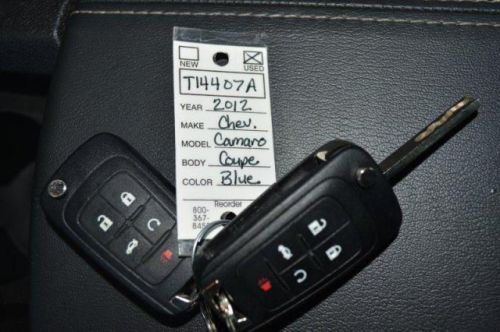 NEW USED
T14407A
YEAR 2012
MAKE Chev.
MODEL Camaro
BODY Coupe
COLOR Blue
Reorder
800-
367-